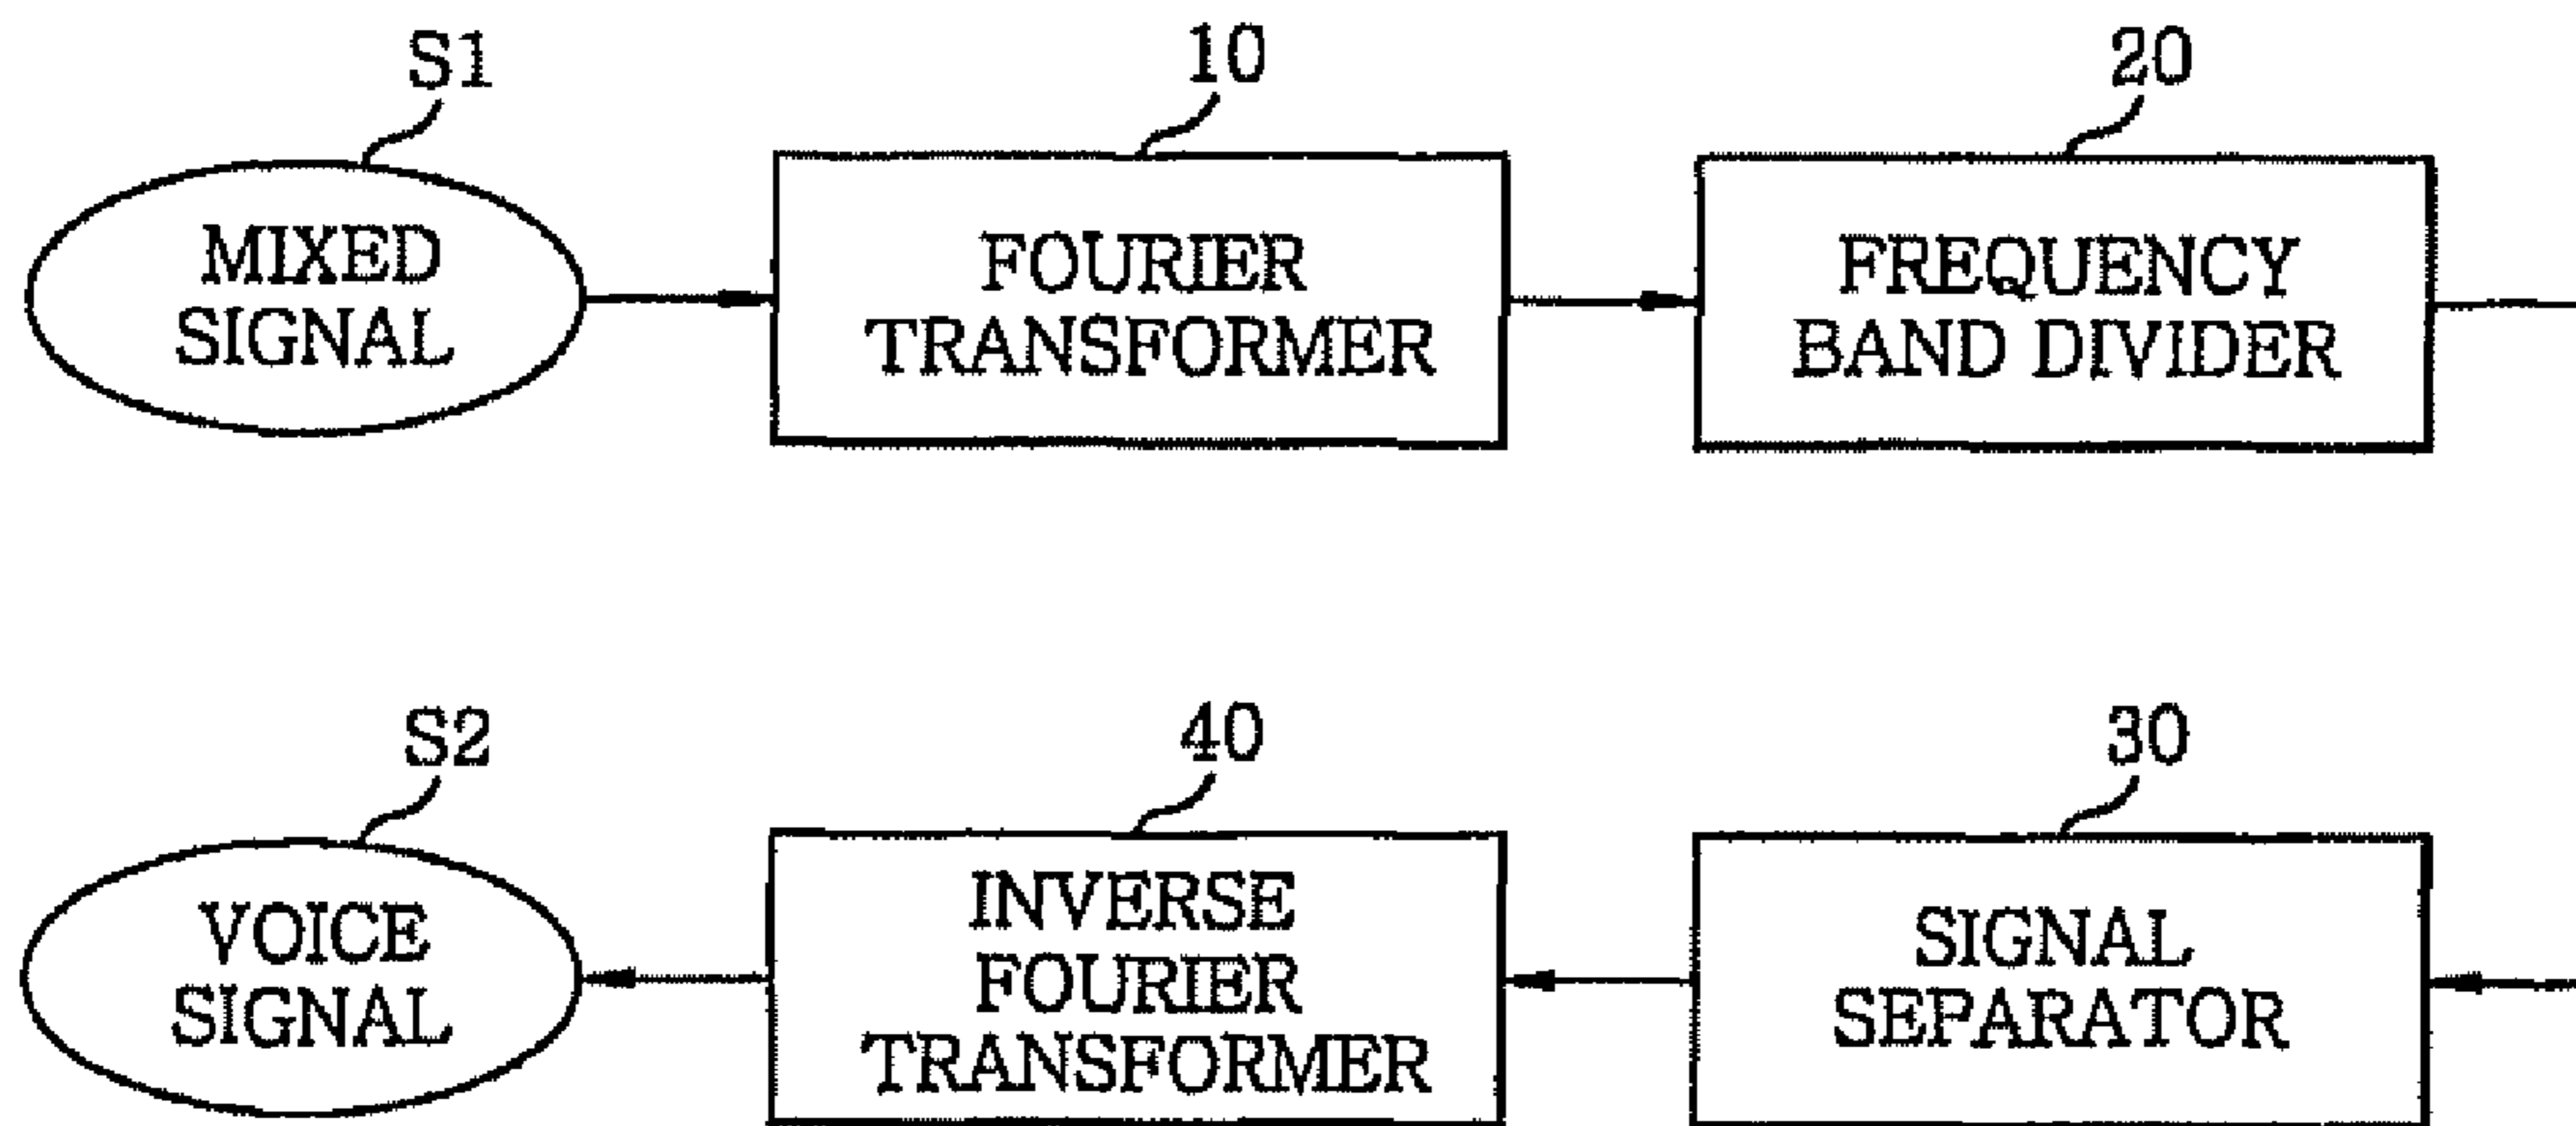 S1
10
20
MIXED
SIGNAL
FOURIER
TRANSFORMER
FREQUENCY
BAND DIVIDER
S2
40
30
VOICE
SIGNAL
INVERSE
FOURIER
TRANSFORMER
SIGNAL
SEPARATOR